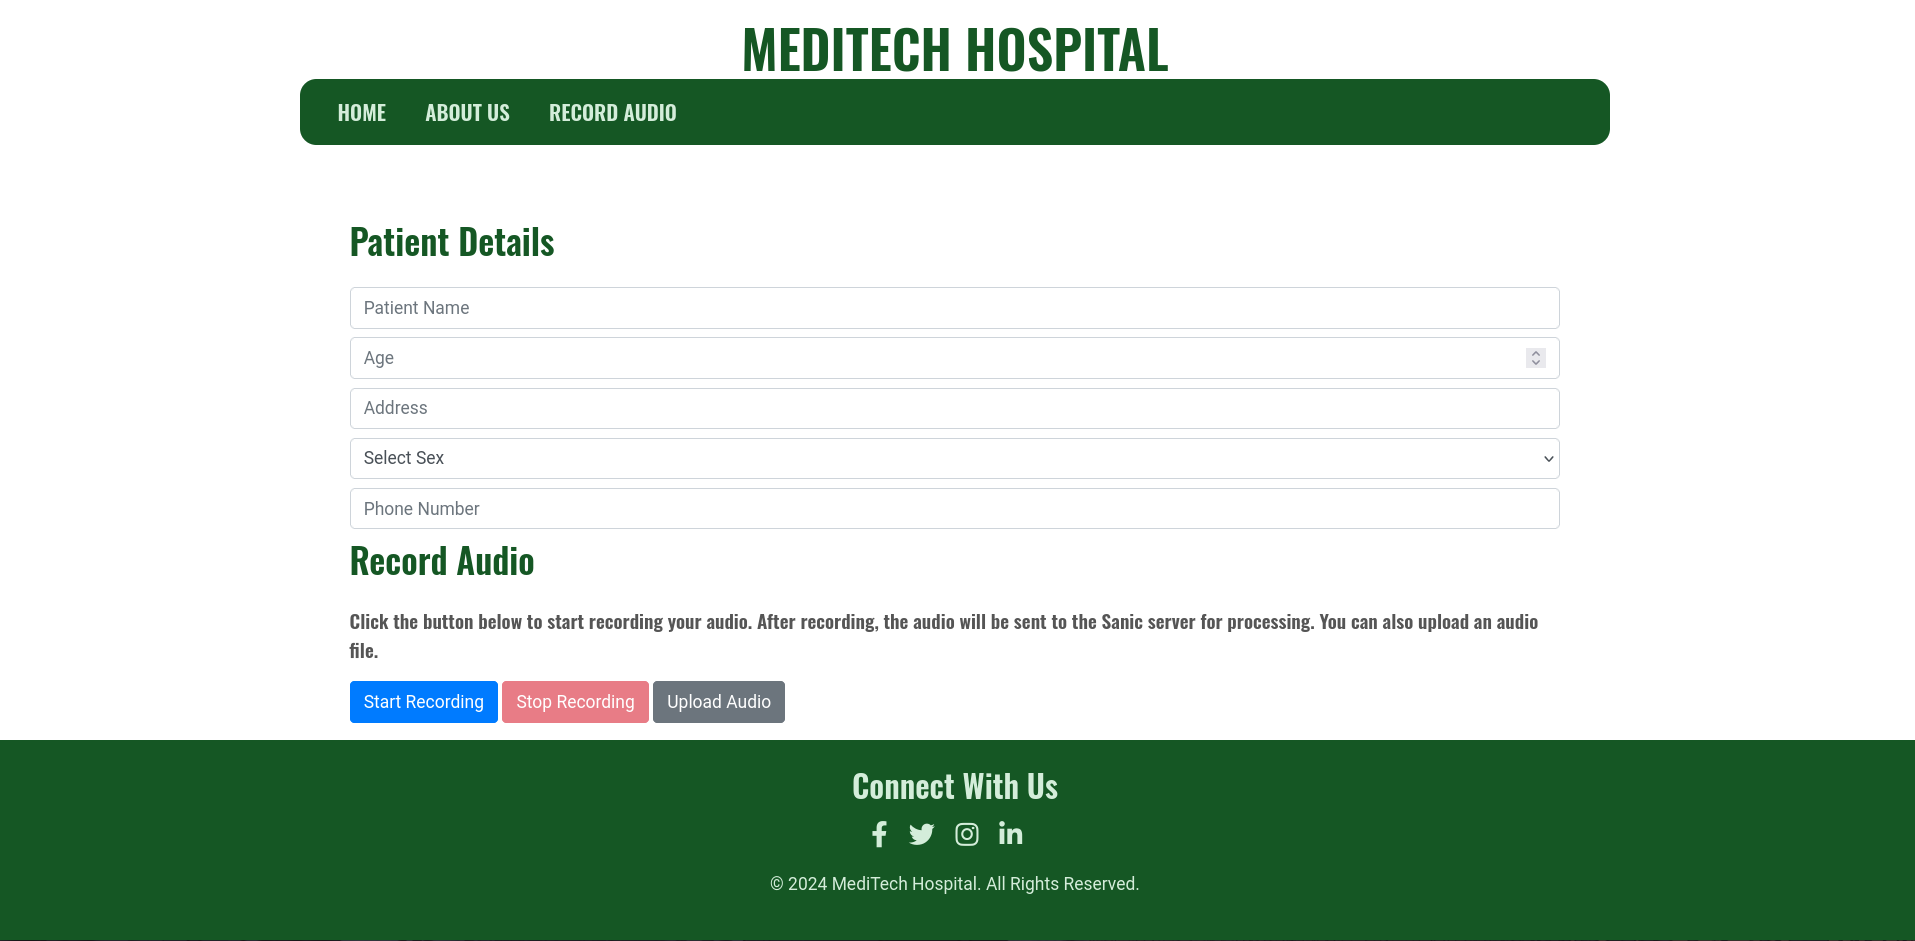 MEDITECH HOSPITAL
HOME ABOUT US RECORD AUDIO
Patient Details
Patient Name
Age
Address
Select Sex
Phone Number
Record Audio
Click the button below to start recording your audio. After recording, the audio will be sent to the Sanic server for processing. You can also upload an audio
file.
Start Recording Stop Recording Upload Audio
Connect With Us
© 2024 MediTech Hospital. All Rights Reserved.